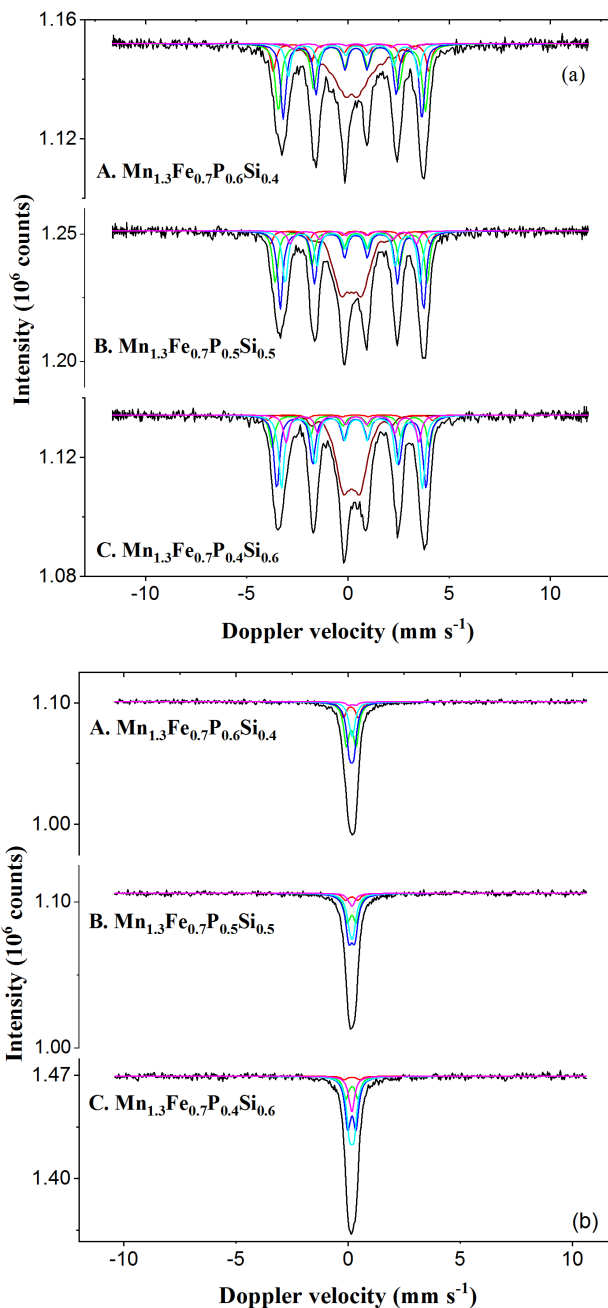 1.16
(a)
1.12
A. Mn1.3Fe0.7P0.6Si0.4
1.25
Intensity (10⁶ counts)
B. Mn1.3Fe0.7P0.5Si0.5
1.20
1.12
C. Mn1.3Fe0.7P0.4Si0.6
1.08
-10 -5 0 5 10
Doppler velocity (mm s⁻¹)
1.10
A. Mn1.3Fe0.7P0.6Si0.4
1.00
1.10
B. Mn1.3Fe0.7P0.5Si0.5
Intensity (10⁶ counts)
1.00
1.47
C. Mn1.3Fe0.7P0.4Si0.6
1.40
(b)
-10 -5 0 5 10
Doppler velocity (mm s⁻¹)